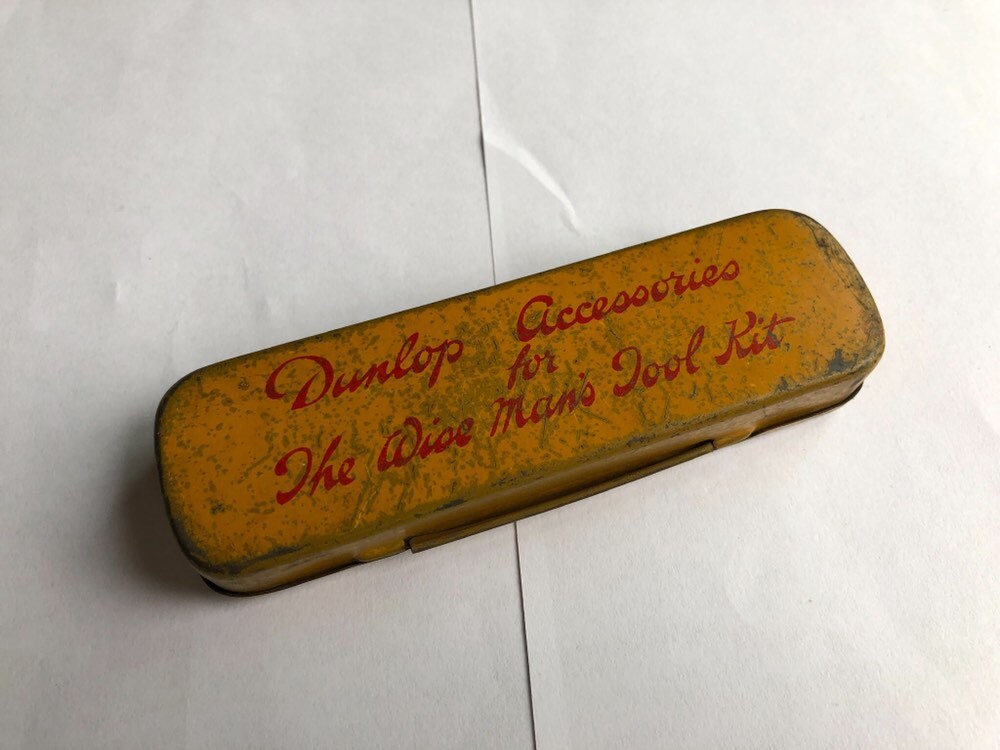 Dunlop Accessories
for
The Wise Man's Tool Kit.